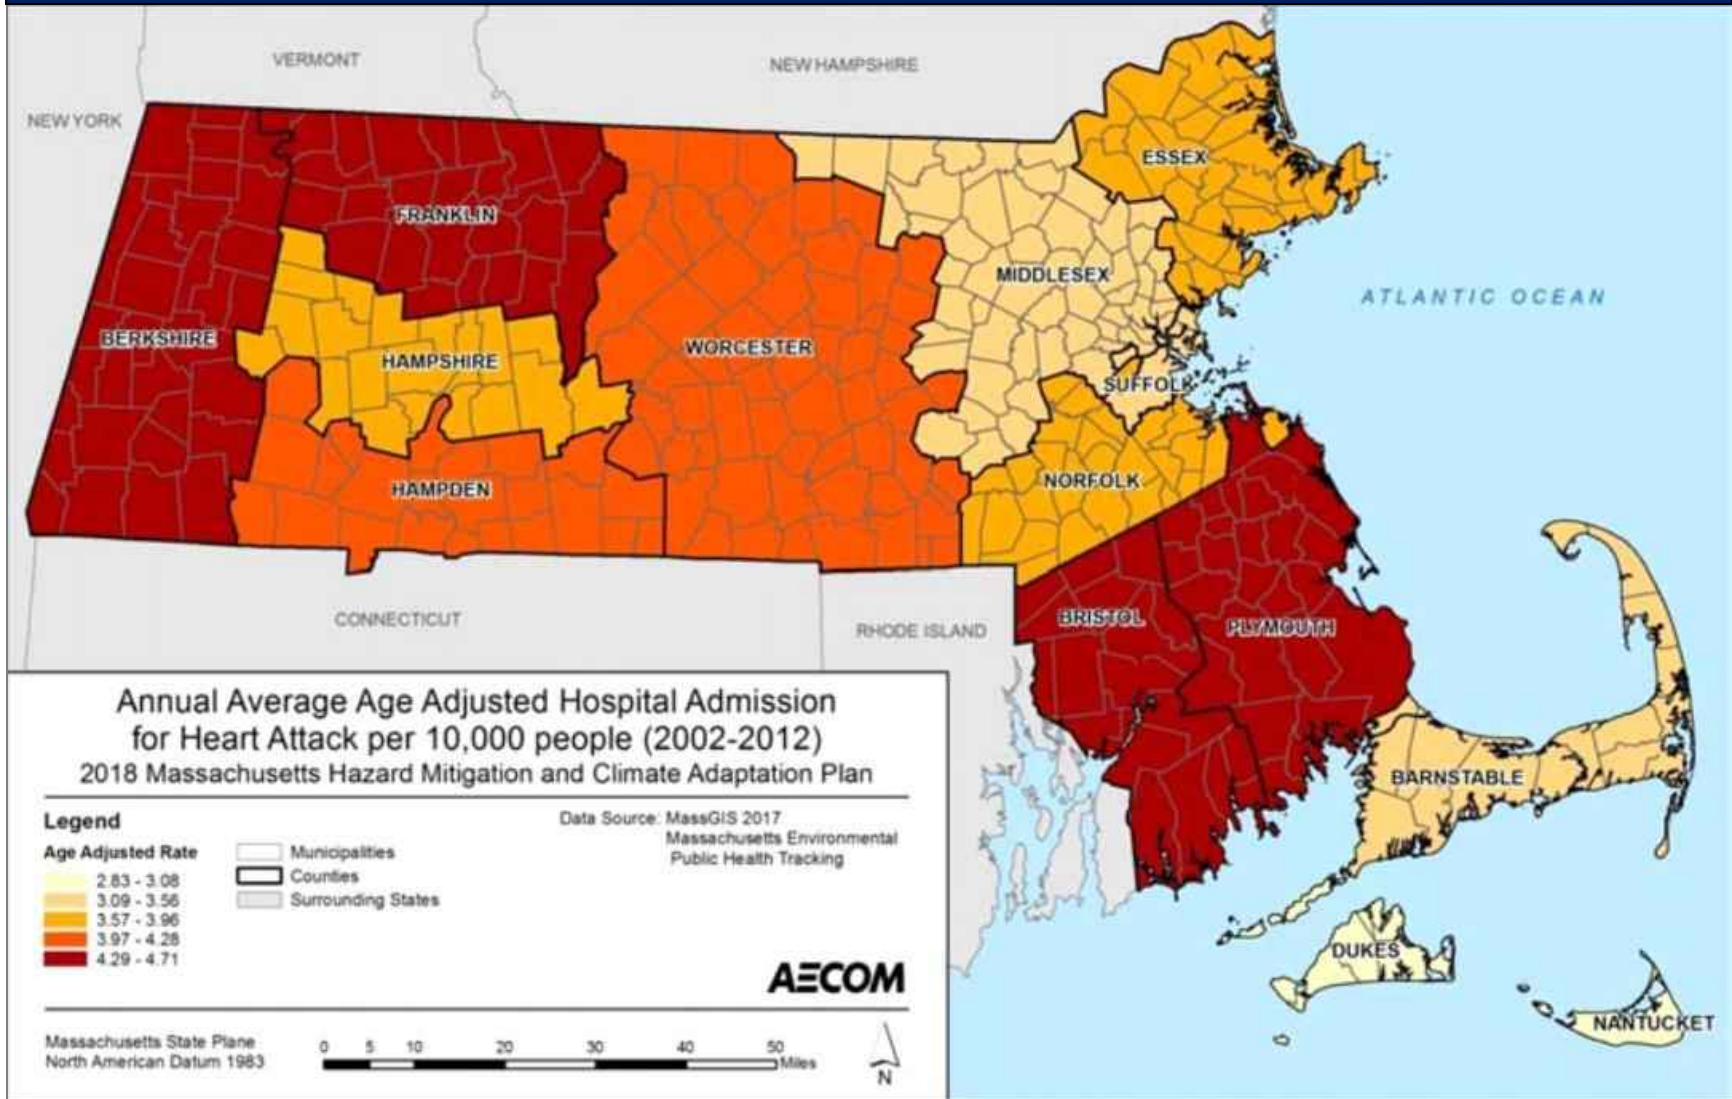 VERMONT
NEW HAMPSHIRE
NEW YORK
ESSEX
FRANKLIN
MIDDLESEX
ATLANTIC OCEAN
BERKSHIRE
HAMPSHIRE
WORCESTER
SUFFOLK
HAMPDEN
NORFOLK
CONNECTICUT
RHODE ISLAND
BRISTOL
PLYMOUTH
BARNSTABLE
DUKES
NANTUCKET
Annual Average Age Adjusted Hospital Admission
for Heart Attack per 10,000 people (2002-2012)
2018 Massachusetts Hazard Mitigation and Climate Adaptation Plan
Legend
Age Adjusted Rate
2.83 - 3.08
3.09 - 3.56
3.57 - 3.96
3.97 - 4.28
4.29 - 4.71
Municipalities
Counties
Surrounding States
Data Source: MassGIS 2017
Massachusetts Environmental
Public Health Tracking
AECOM
Massachusetts State Plane
North American Datum 1983
0 5 10 20 30 40 50 Miles
N